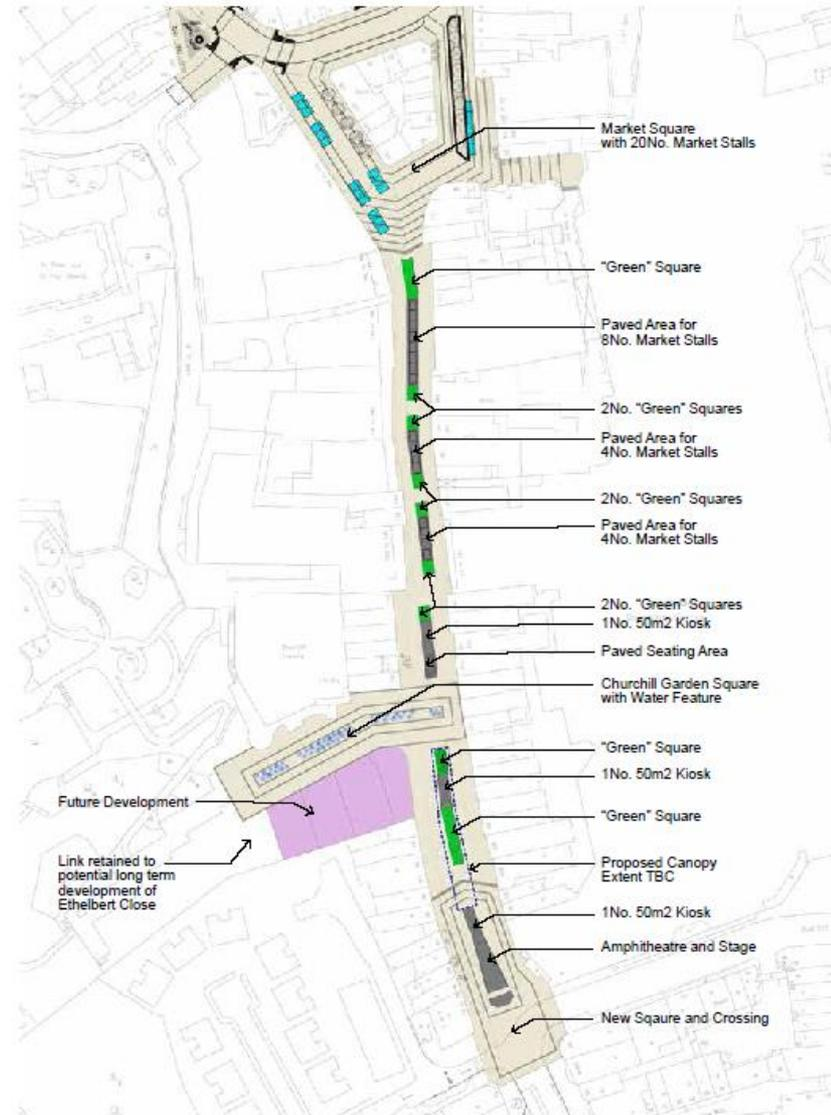 Market Square
with 20No. Market Stalls
"Green" Square
Paved Area for
8No. Market Stalls
2No. "Green" Squares
Paved Area for
4No. Market Stalls
2No. "Green" Squares
Paved Area for
4No. Market Stalls
2No. "Green" Squares
1No. 50m2 Kiosk
Paved Seating Area
Churchill Garden Square
with Water Feature
"Green" Square
1No. 50m2 Kiosk
Future Development
"Green" Square
Link retained to
potential long term
development of
Ethelbert Close
Proposed Canopy
Extent TBC
1No. 50m2 Kiosk
Amphitheatre and Stage
New Sqaure and Crossing